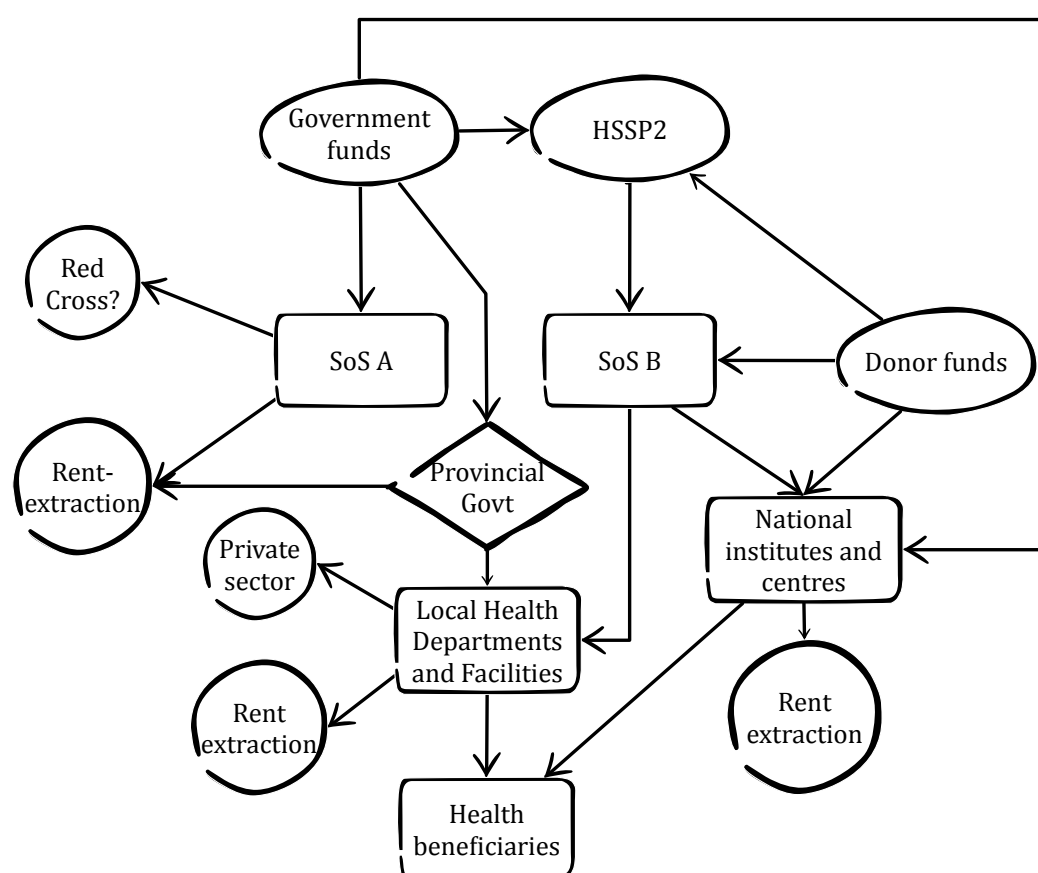 Government
funds
HSSP2
Red
Cross?
SoS A
SoS B
Donor funds
Rent-
extraction
Provincial
Govt
National
institutes and
centres
Private
sector
Local Health
Departments
and Facilities
Rent
extraction
Rent
extraction
Health
beneficiaries